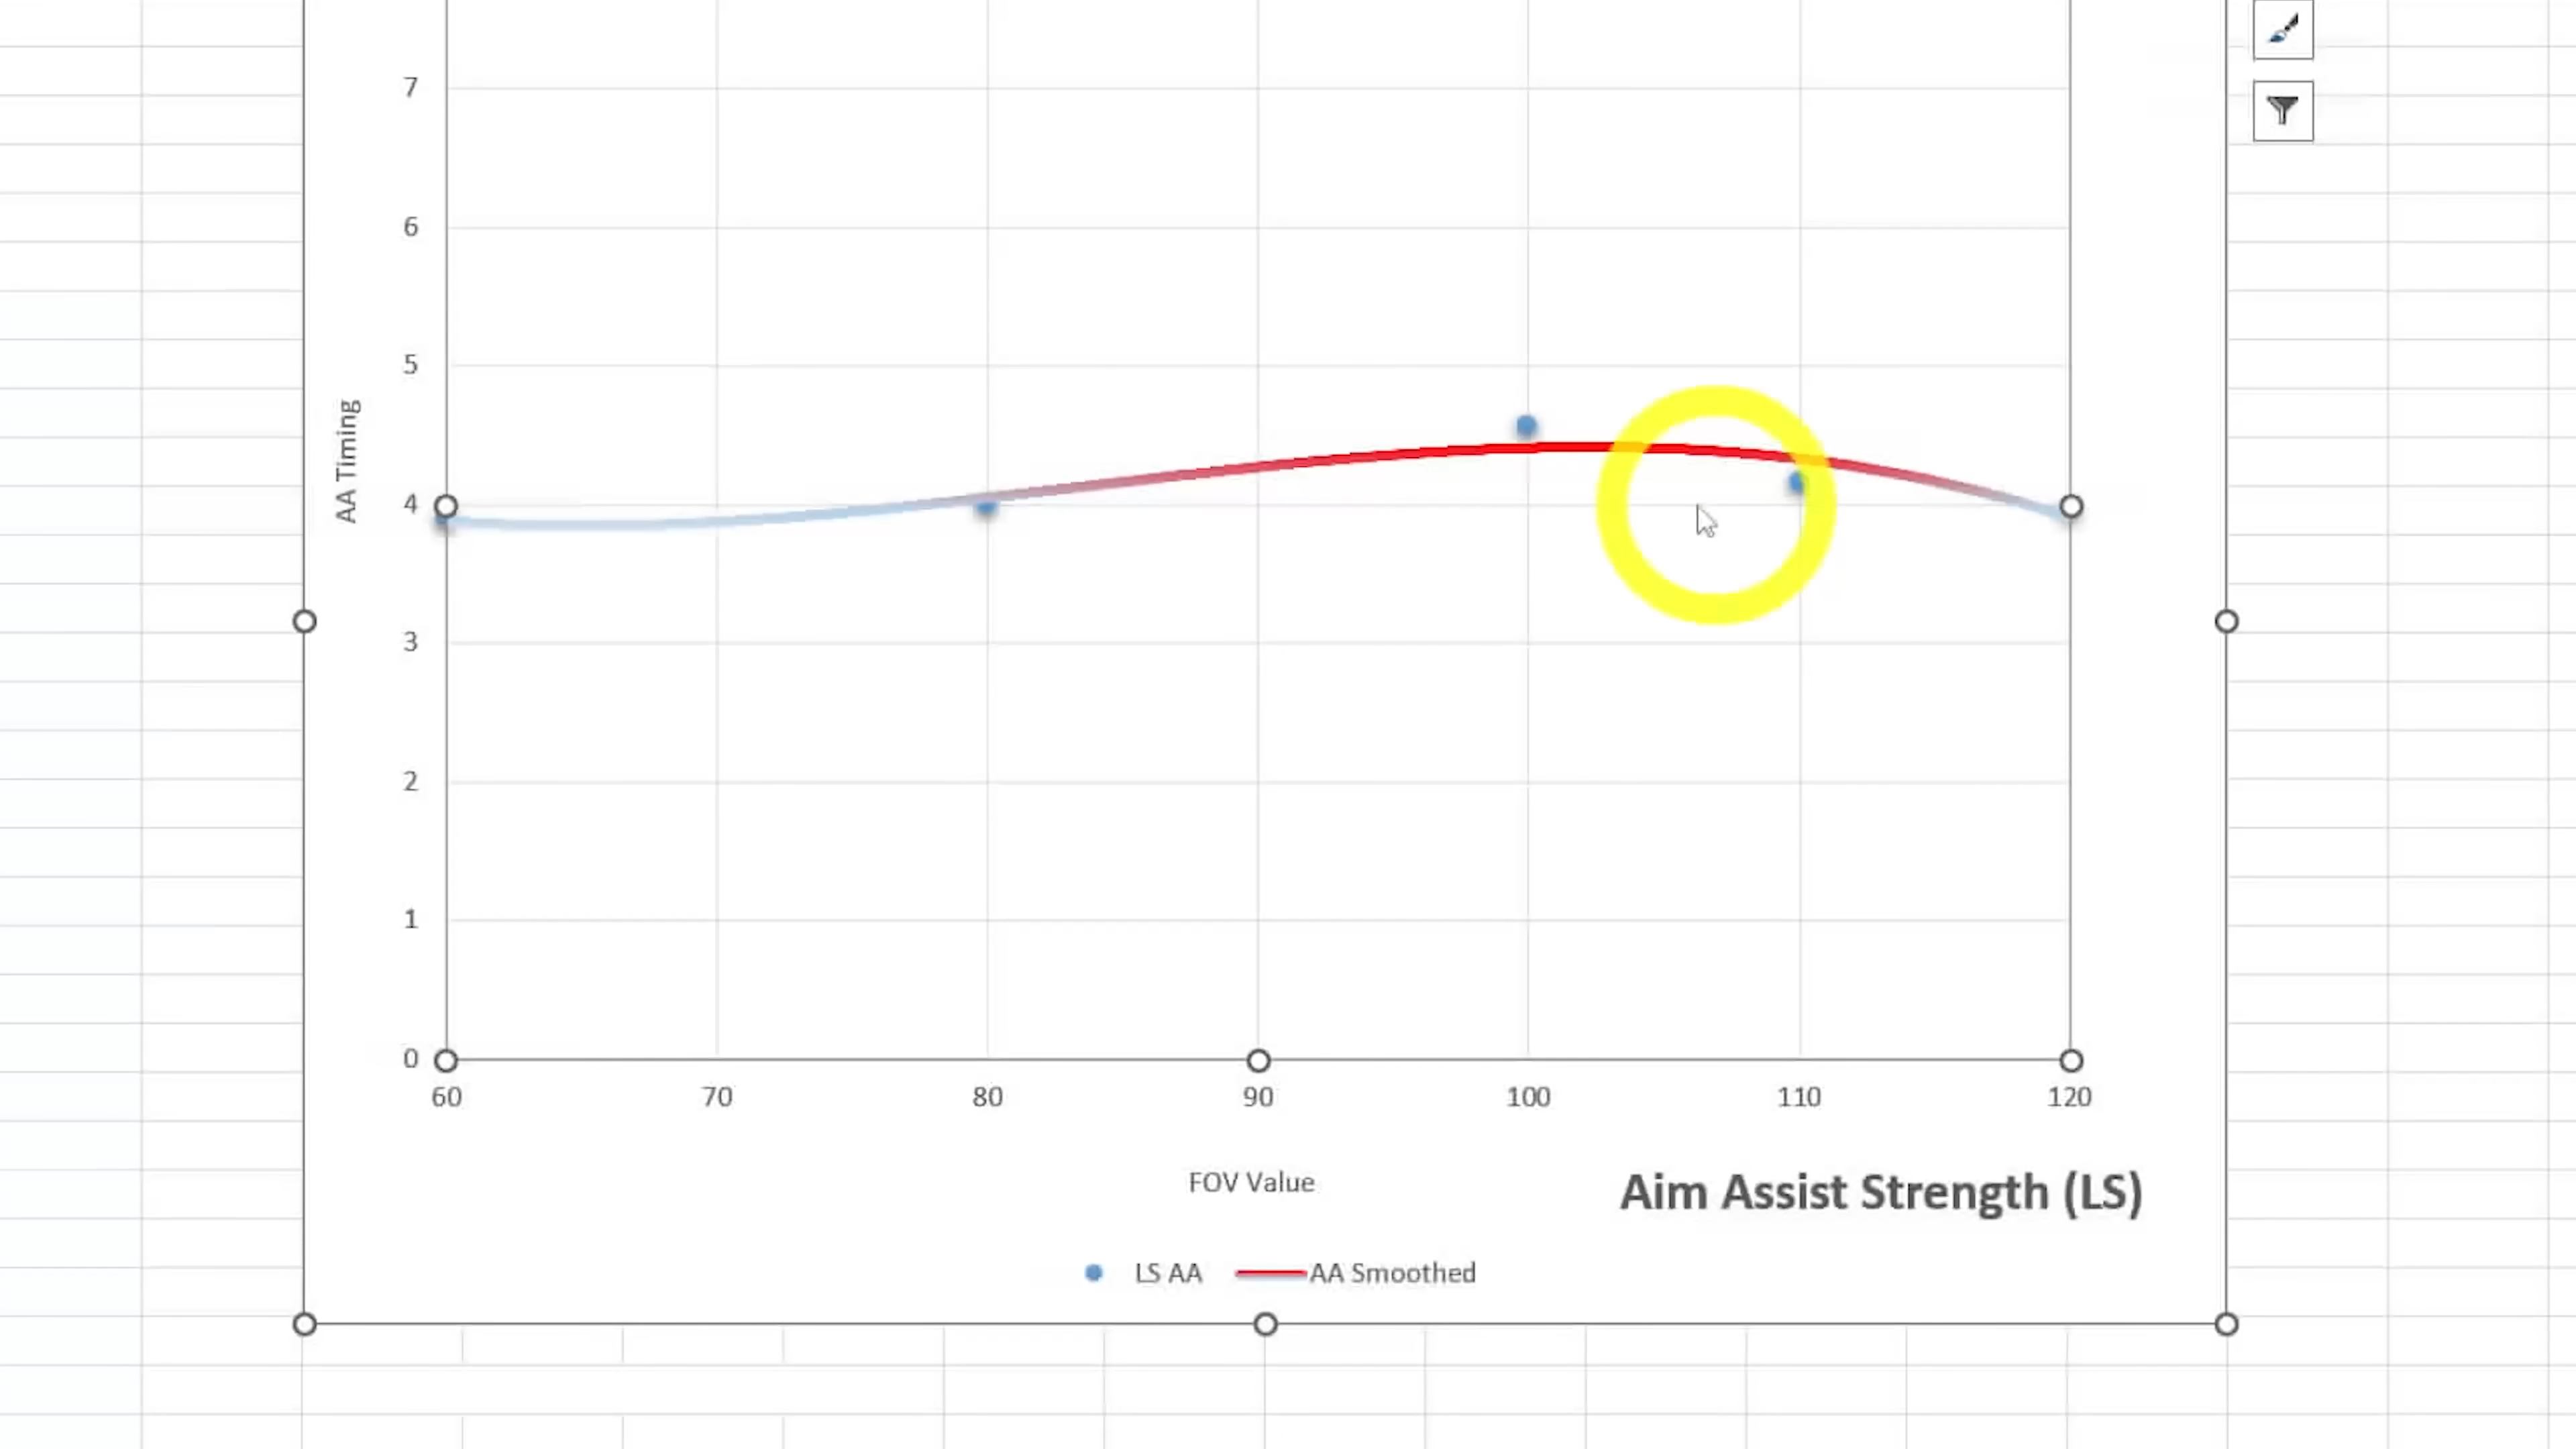 7
6
5
AA Timing
4
3
2
1
0
60 70 80 90 100 110 120
FOV Value
Aim Assist Strength (LS)
LS AA AA Smoothed